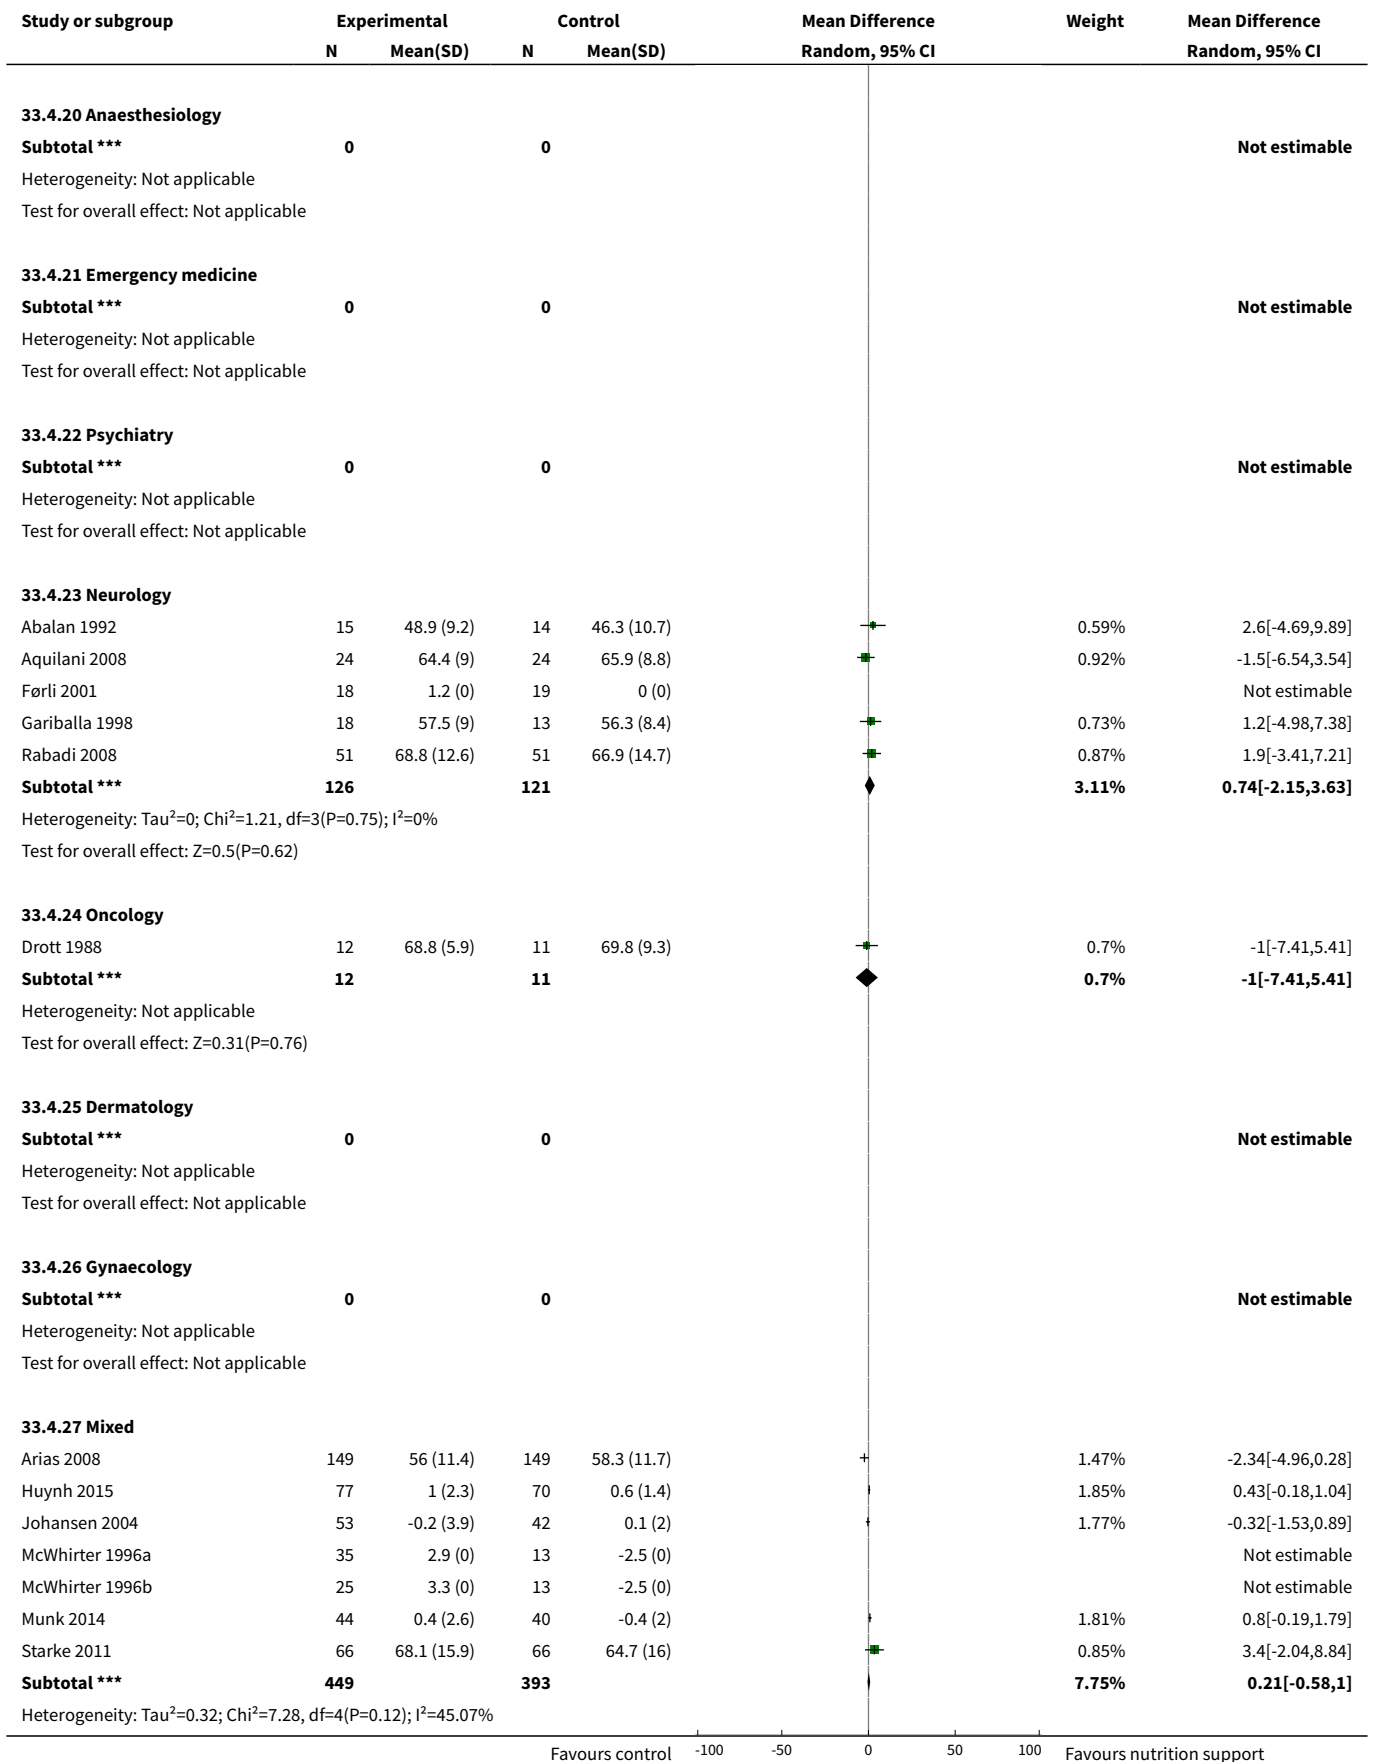 Study or subgroup Experimental Control Mean Difference Weight Mean Difference
N Mean(SD) N Mean(SD) Random, 95% CI Random, 95% CI
33.4.20 Anaesthesiology
Subtotal *** 0 0 Not estimable
Heterogeneity: Not applicable
Test for overall effect: Not applicable
33.4.21 Emergency medicine
Subtotal *** 0 0 Not estimable
Heterogeneity: Not applicable
Test for overall effect: Not applicable
33.4.22 Psychiatry
Subtotal *** 0 0 Not estimable
Heterogeneity: Not applicable
Test for overall effect: Not applicable
33.4.23 Neurology
Abalan 1992 15 48.9 (9.2) 14 46.3 (10.7) 0.59% 2.6[-4.69,9.89]
Aquilani 2008 24 64.4 (9) 24 65.9 (8.8) 0.92% -1.5[-6.54,3.54]
Førli 2001 18 1.2 (0) 19 0 (0) Not estimable
Gariballa 1998 18 57.5 (9) 13 56.3 (8.4) 0.73% 1.2[-4.98,7.38]
Rabadi 2008 51 68.8 (12.6) 51 66.9 (14.7) 0.87% 1.9[-3.41,7.21]
Subtotal *** 126 121 3.11% 0.74[-2.15,3.63]
Heterogeneity: Tau²=0; Chi²=1.21, df=3(P=0.75); I²=0%
Test for overall effect: Z=0.5(P=0.62)
33.4.24 Oncology
Drott 1988 12 68.8 (5.9) 11 69.8 (9.3) 0.7% -1[-7.41,5.41]
Subtotal *** 12 11 0.7% -1[-7.41,5.41]
Heterogeneity: Not applicable
Test for overall effect: Z=0.31(P=0.76)
33.4.25 Dermatology
Subtotal *** 0 0 Not estimable
Heterogeneity: Not applicable
Test for overall effect: Not applicable
33.4.26 Gynaecology
Subtotal *** 0 0 Not estimable
Heterogeneity: Not applicable
Test for overall effect: Not applicable
33.4.27 Mixed
Arias 2008 149 56 (11.4) 149 58.3 (11.7) 1.47% -2.34[-4.96,0.28]
Huynh 2015 77 1 (2.3) 70 0.6 (1.4) 1.85% 0.43[-0.18,1.04]
Johansen 2004 53 -0.2 (3.9) 42 0.1 (2) 1.77% -0.32[-1.53,0.89]
McWhirter 1996a 35 2.9 (0) 13 -2.5 (0) Not estimable
McWhirter 1996b 25 3.3 (0) 13 -2.5 (0) Not estimable
Munk 2014 44 0.4 (2.6) 40 -0.4 (2) 1.81% 0.8[-0.19,1.79]
Starke 2011 66 68.1 (15.9) 66 64.7 (16) 0.85% 3.4[-2.04,8.84]
Subtotal *** 449 393 7.75% 0.21[-0.58,1]
Heterogeneity: Tau²=0.32; Chi²=7.28, df=4(P=0.12); I²=45.07%
Favours control -100 -50 0 50 100 Favours nutrition support